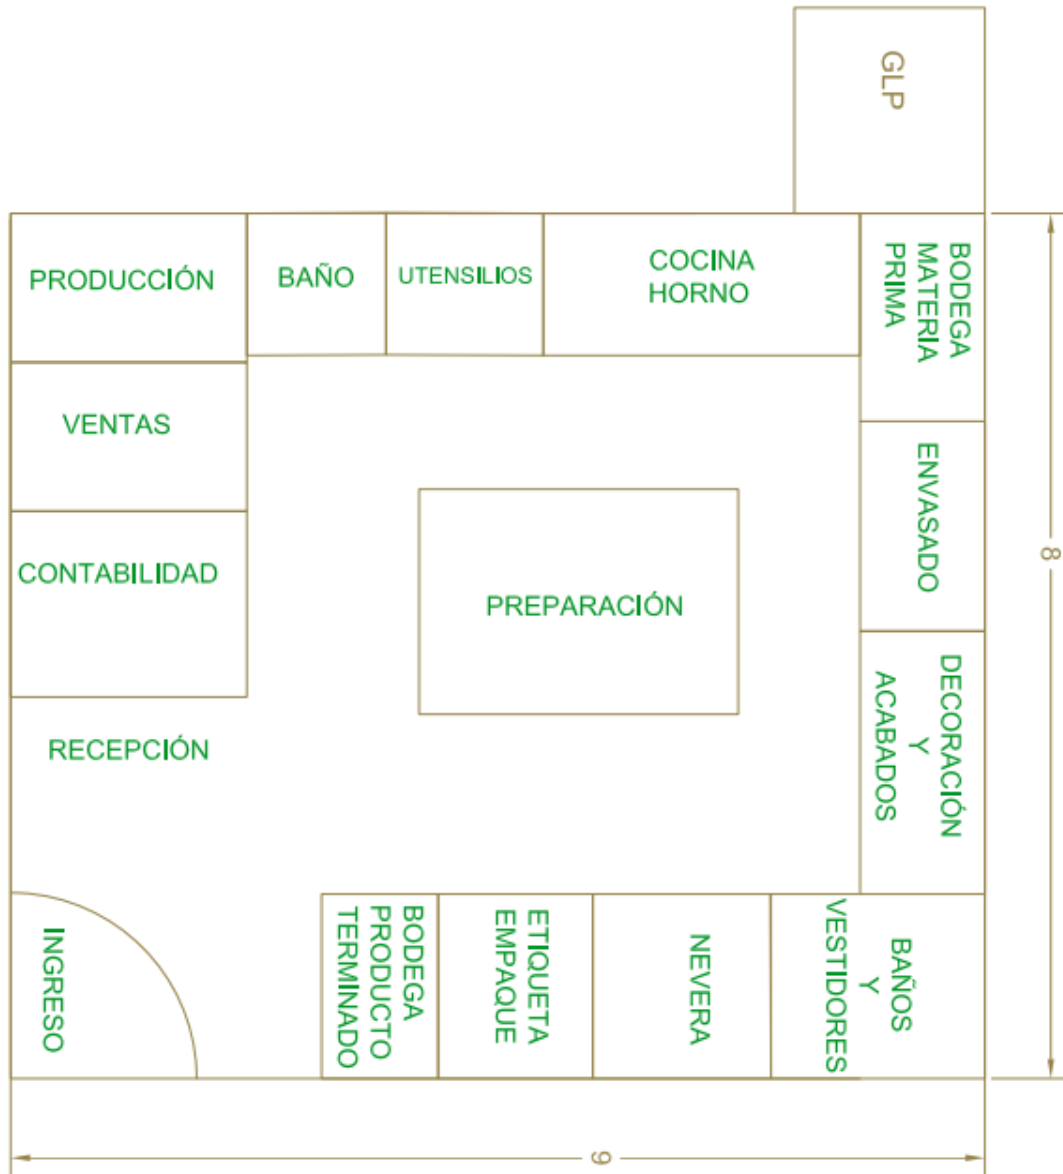 GLP
PRODUCCIÓN
BAÑO
UTENSILIOS
COCINA
HORNO
BODEGA
MATERIA
PRIMA
VENTAS
ENVASADO
8
CONTABILIDAD
PREPARACIÓN
DECORACIÓN
Y
ACABADOS
RECEPCIÓN
INGRESO
BODEGA
PRODUCTO
TERMINADO
ETIQUETA
EMPAQUE
NEVERA
BAÑOS
Y
VESTIDORES
9